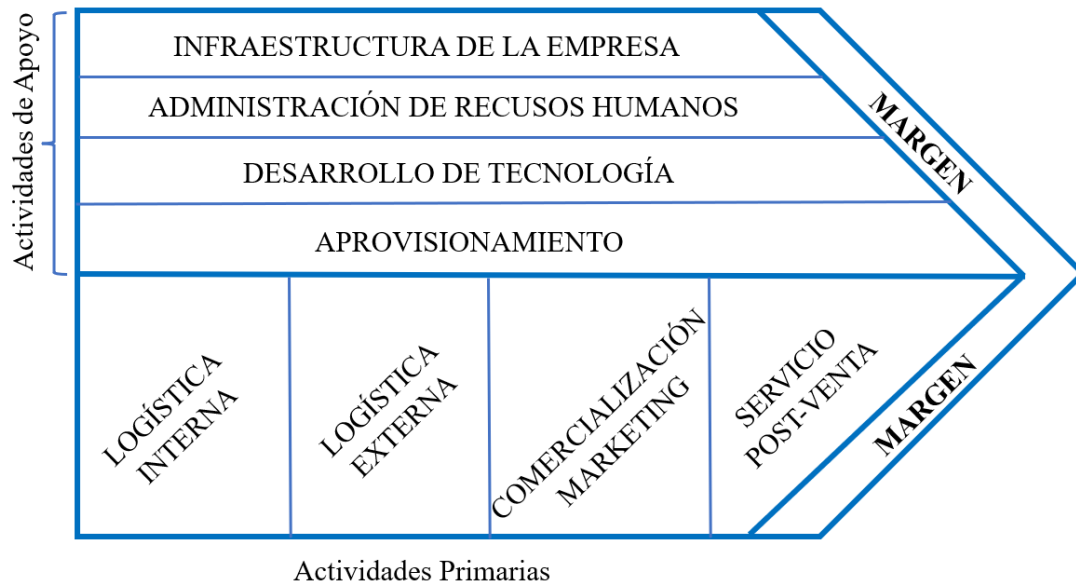 Actividades de Apoyo
INFRAESTRUCTURA DE LA EMPRESA
ADMINISTRACIÓN DE RECUSOS HUMANOS
DESARROLLO DE TECNOLOGÍA
APROVISIONAMIENTO
MARGEN
LOGÍSTICA
INTERNA
LOGÍSTICA
EXTERNA
COMERCIALIZACIÓN
MARKETING
SERVICIO
POST-VENTA
MARGEN
Actividades Primarias